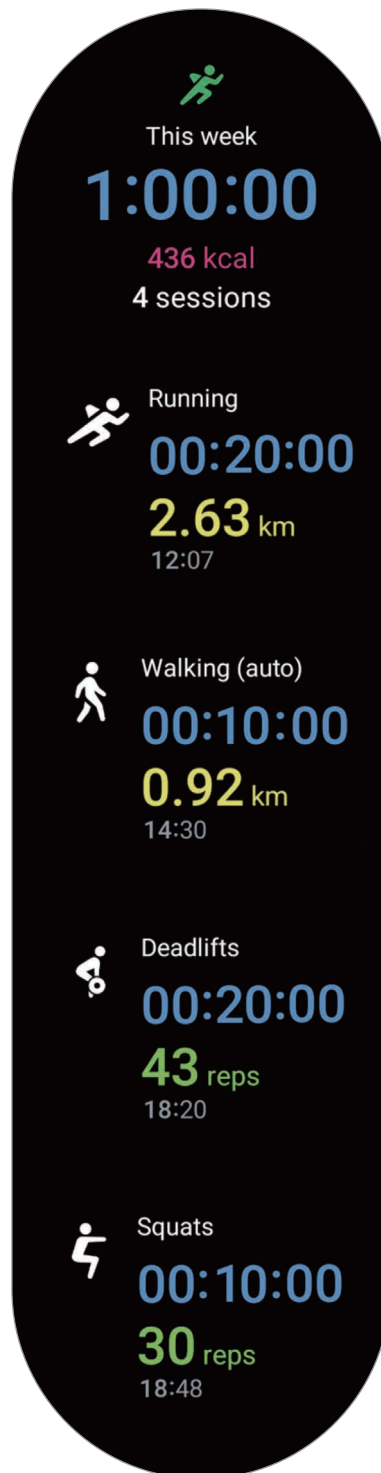 This week
1:00:00
436 kcal
4 sessions
Running
00:20:00
2.63 km
12:07
Walking (auto)
00:10:00
0.92 km
14:30
Deadlifts
00:20:00
43 reps
18:20
Squats
00:10:00
30 reps
18:48